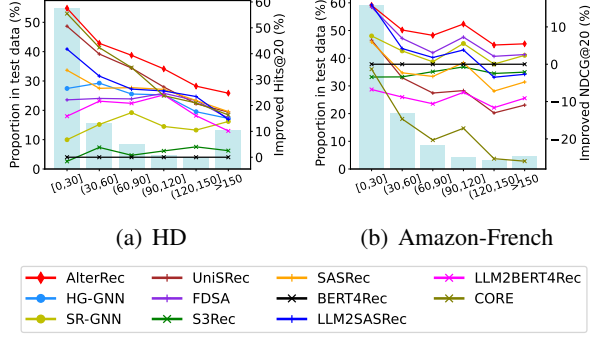 Proportion in test data (%)
50
40
30
20
10
0
60
50
40
30
20
10
0
Improved Hits@20 (%)
[0,30]
(30,60]
(60,90]
(90,120]
(120,150]
>150
(a) HD
Proportion in test data (%)
60
50
40
30
20
10
0
10
0
−10
−20
Improved NDCG@20 (%)
[0,30]
(30,60]
(60,90]
(90,120]
(120,150]
>150
(b) Amazon-French
AlterRec
UniSRec
SASRec
LLM2BERT4Rec
HG-GNN
FDSA
BERT4Rec
CORE
SR-GNN
S3Rec
LLM2SASRec